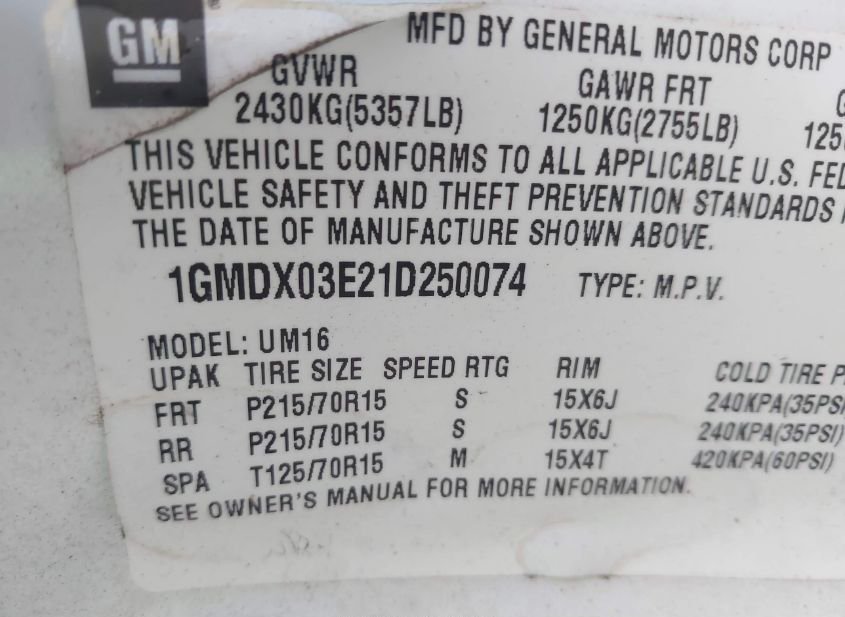 GM
MFD BY GENERAL MOTORS CORP
GVWR GAWR FRT
2430KG(5357LB) 1250KG(2755LB)
THIS VEHICLE CONFORMS TO ALL APPLICABLE U.S.
VEHICLE SAFETY AND THEFT PREVENTION STANDARDS
THE DATE OF MANUFACTURE SHOWN ABOVE.
1GMDX03E21D250074 TYPE: M.P.V.
MODEL: UM16
UPAK TIRE SIZE SPEED RTG RIM COLD TIRE
FRT P215/70R15 S 15X6J 240KPA(35PSI
RR P215/70R15 S 15X6J 240KPA(35PSI)
SPA T125/70R15 M 15X4T 420KPA(60PSI)
SEE OWNER'S MANUAL FOR MORE INFORMATION.